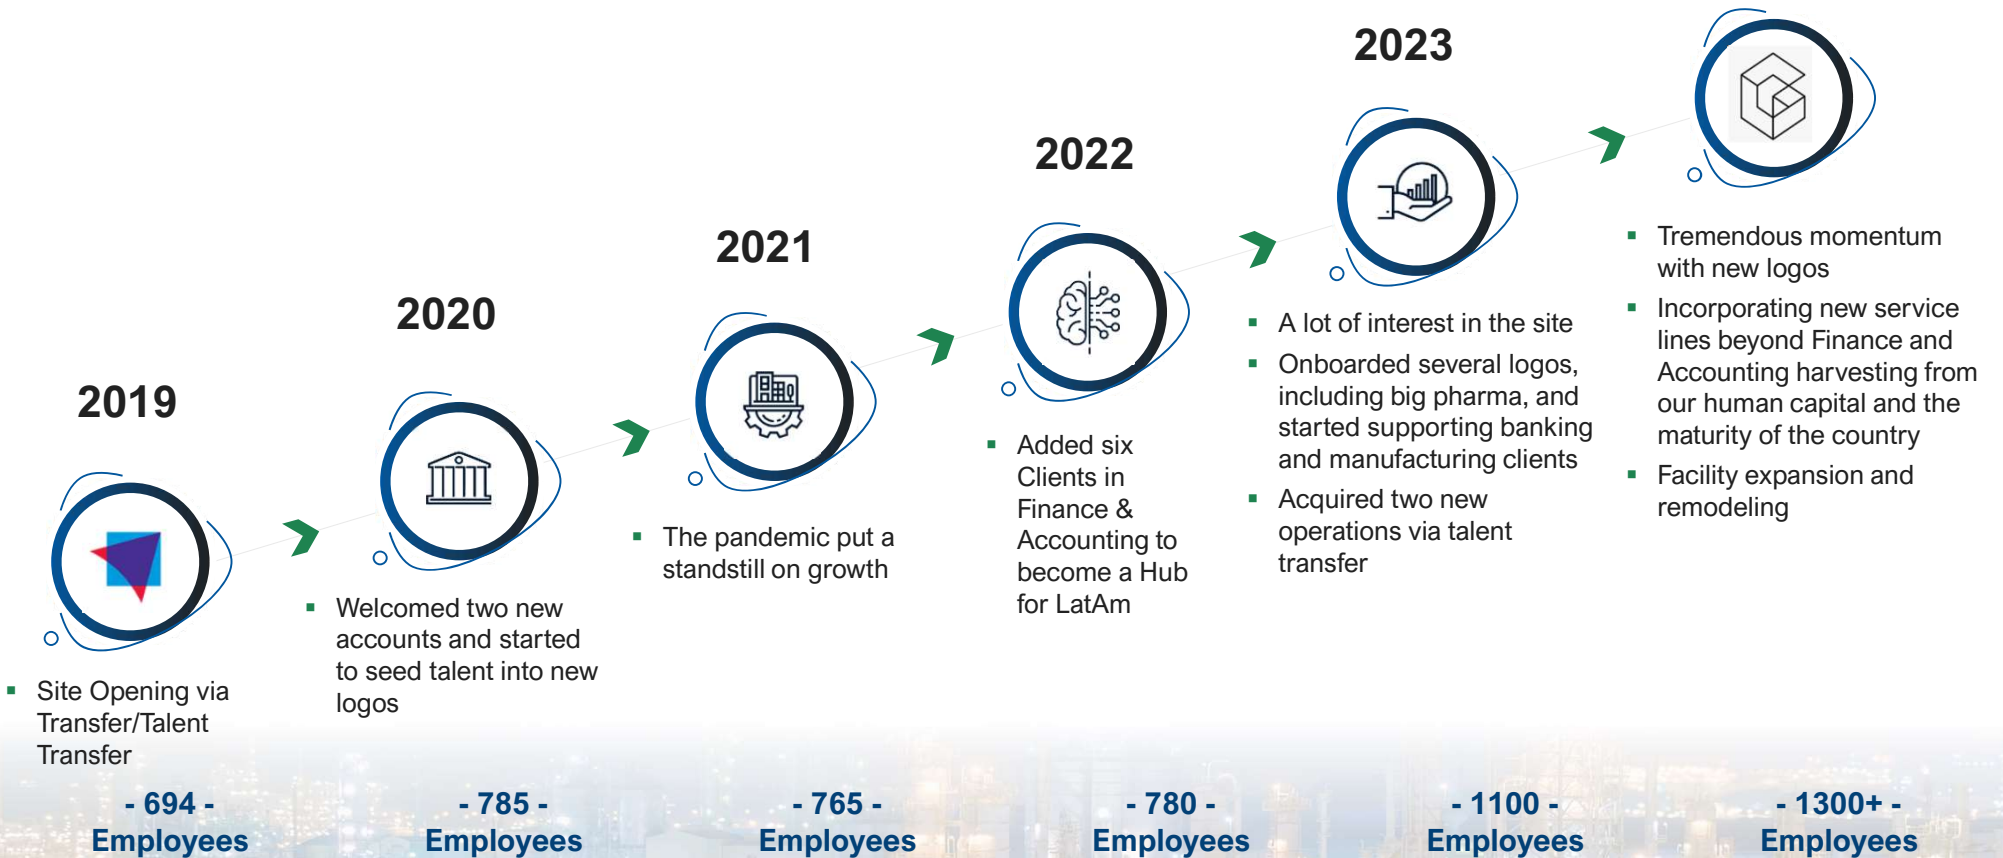 2019
▪ Site Opening via
Transfer/Talent
Transfer
- 694 -
Employees
2020
▪ Welcomed two new
accounts and started
to seed talent into new
logos
- 785 -
Employees
2021
▪ The pandemic put a
standstill on growth
- 765 -
Employees
2022
▪ Added six
Clients in
Finance &
Accounting to
become a Hub
for LatAm
- 780 -
Employees
2023
▪ A lot of interest in the site
▪ Onboarded several logos,
including big pharma, and
started supporting banking
and manufacturing clients
▪ Acquired two new
operations via talent
transfer
- 1100 -
Employees
▪ Tremendous momentum
with new logos
▪ Incorporating new service
lines beyond Finance and
Accounting harvesting from
our human capital and the
maturity of the country
▪ Facility expansion and
remodeling
- 1300+ -
Employees